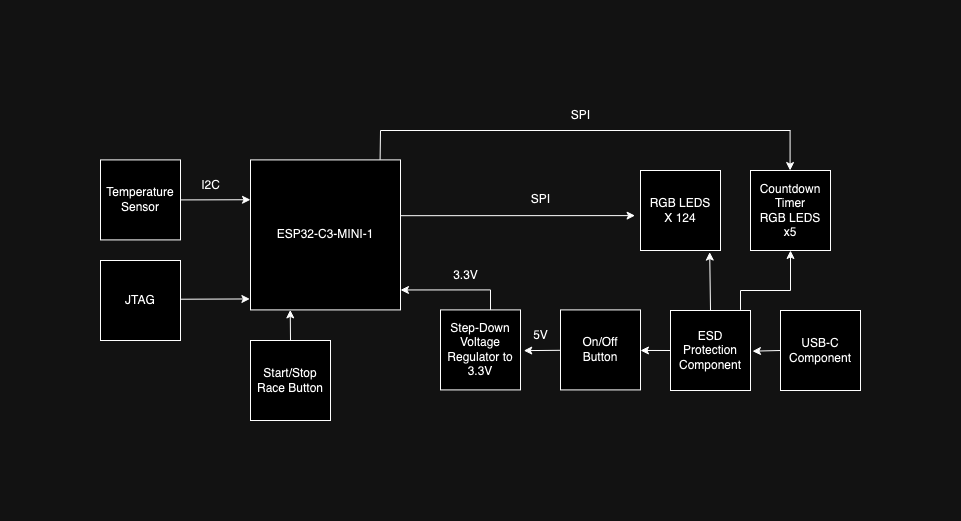 SPI
Temperature
Sensor
I2C
ESP32-C3-MINI-1
SPI
RGB LEDS
X 124
Countdown
Timer
RGB LEDS
x5
JTAG
3.3V
Step-Down
Voltage
Regulator to
3.3V
5V
On/Off
Button
ESD
Protection
Component
USB-C
Component
Start/Stop
Race Button